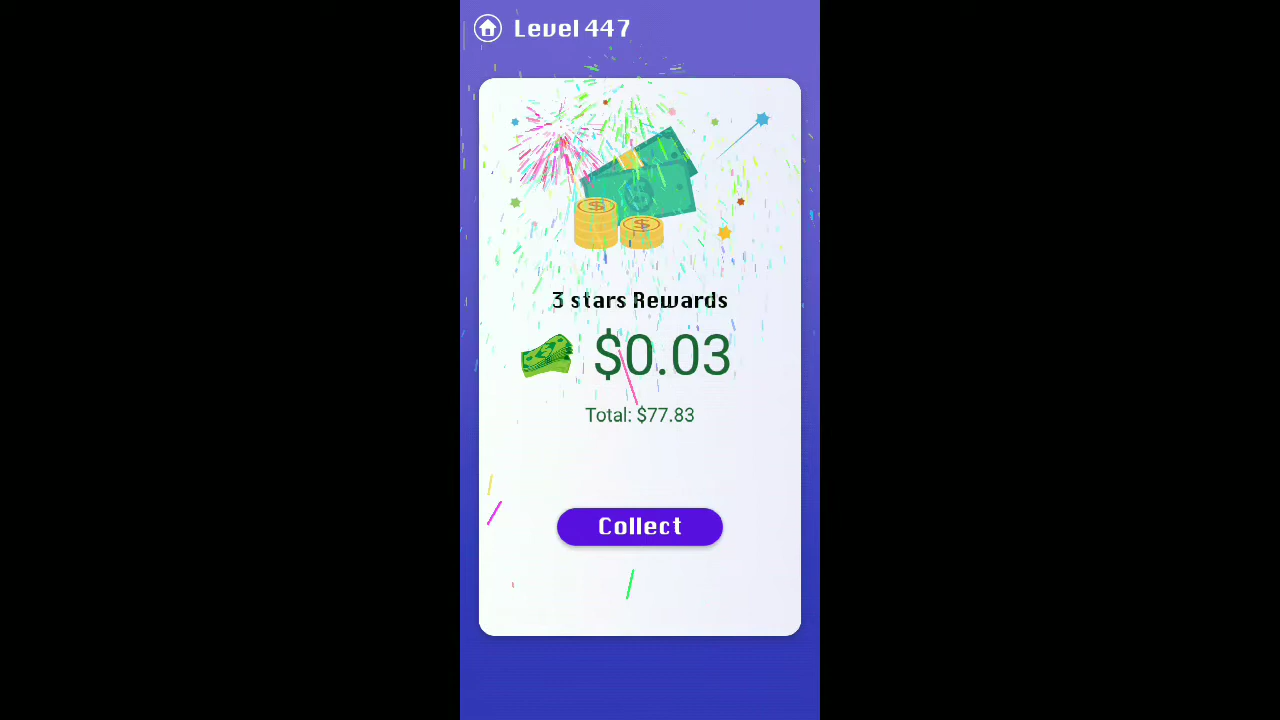 Level 447
3 stars Rewards
$0.03
Total: $77.83
Collect